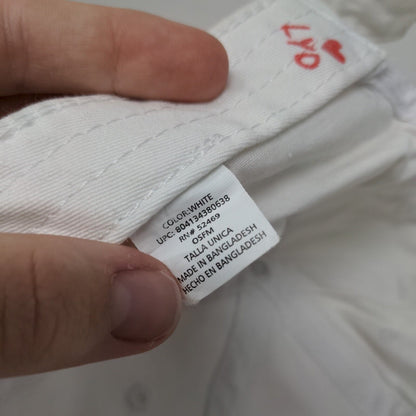 COLOR:WHITE
UPC: 804134380638
RN# 52469
OSFM
TALLA UNICA
MADE IN BANGLADESH
HECHO EN BANGLADESH